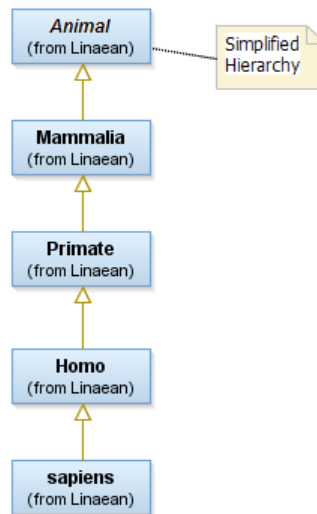 Animal
(from Linaean)
Simplified
Hierarchy
Mammalia
(from Linaean)
Primate
(from Linaean)
Homo
(from Linaean)
sapiens
(from Linaean)